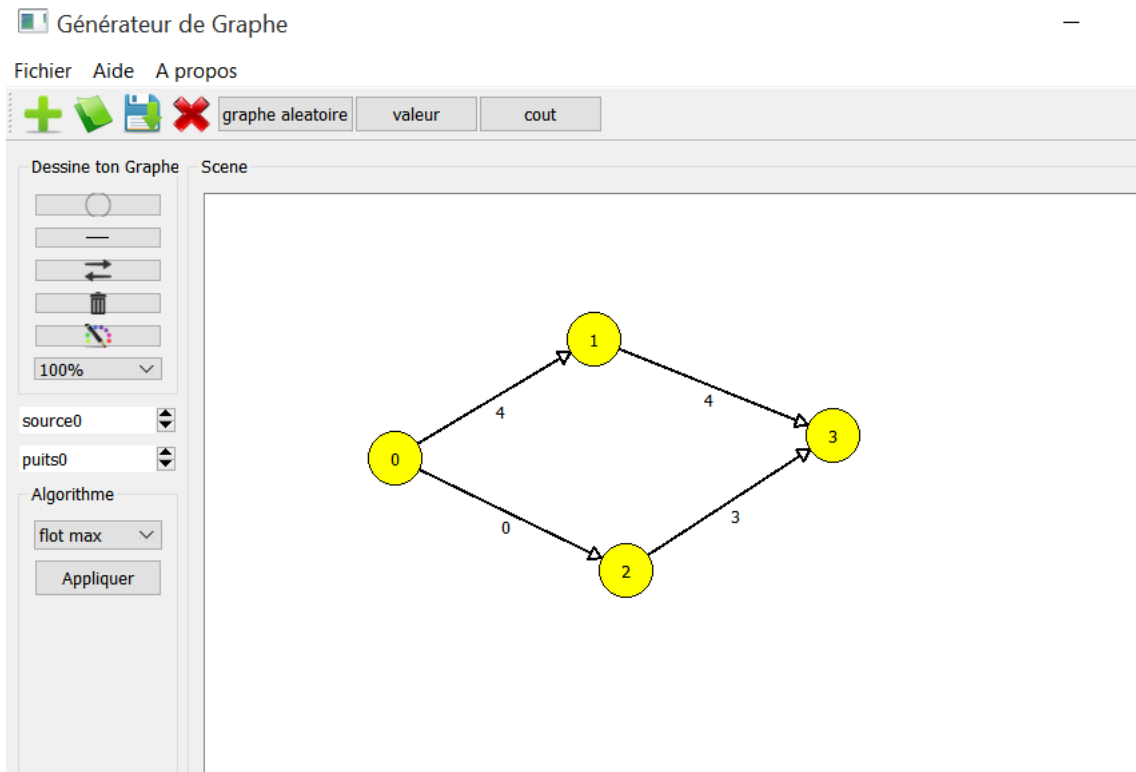 Générateur de Graphe
Fichier Aide A propos
graphe aleatoire valeur cout
Dessine ton Graphe Scene
100%
source0
puits0
Algorithme
flot max
Appliquer
1
4
4
3
0
0
3
2